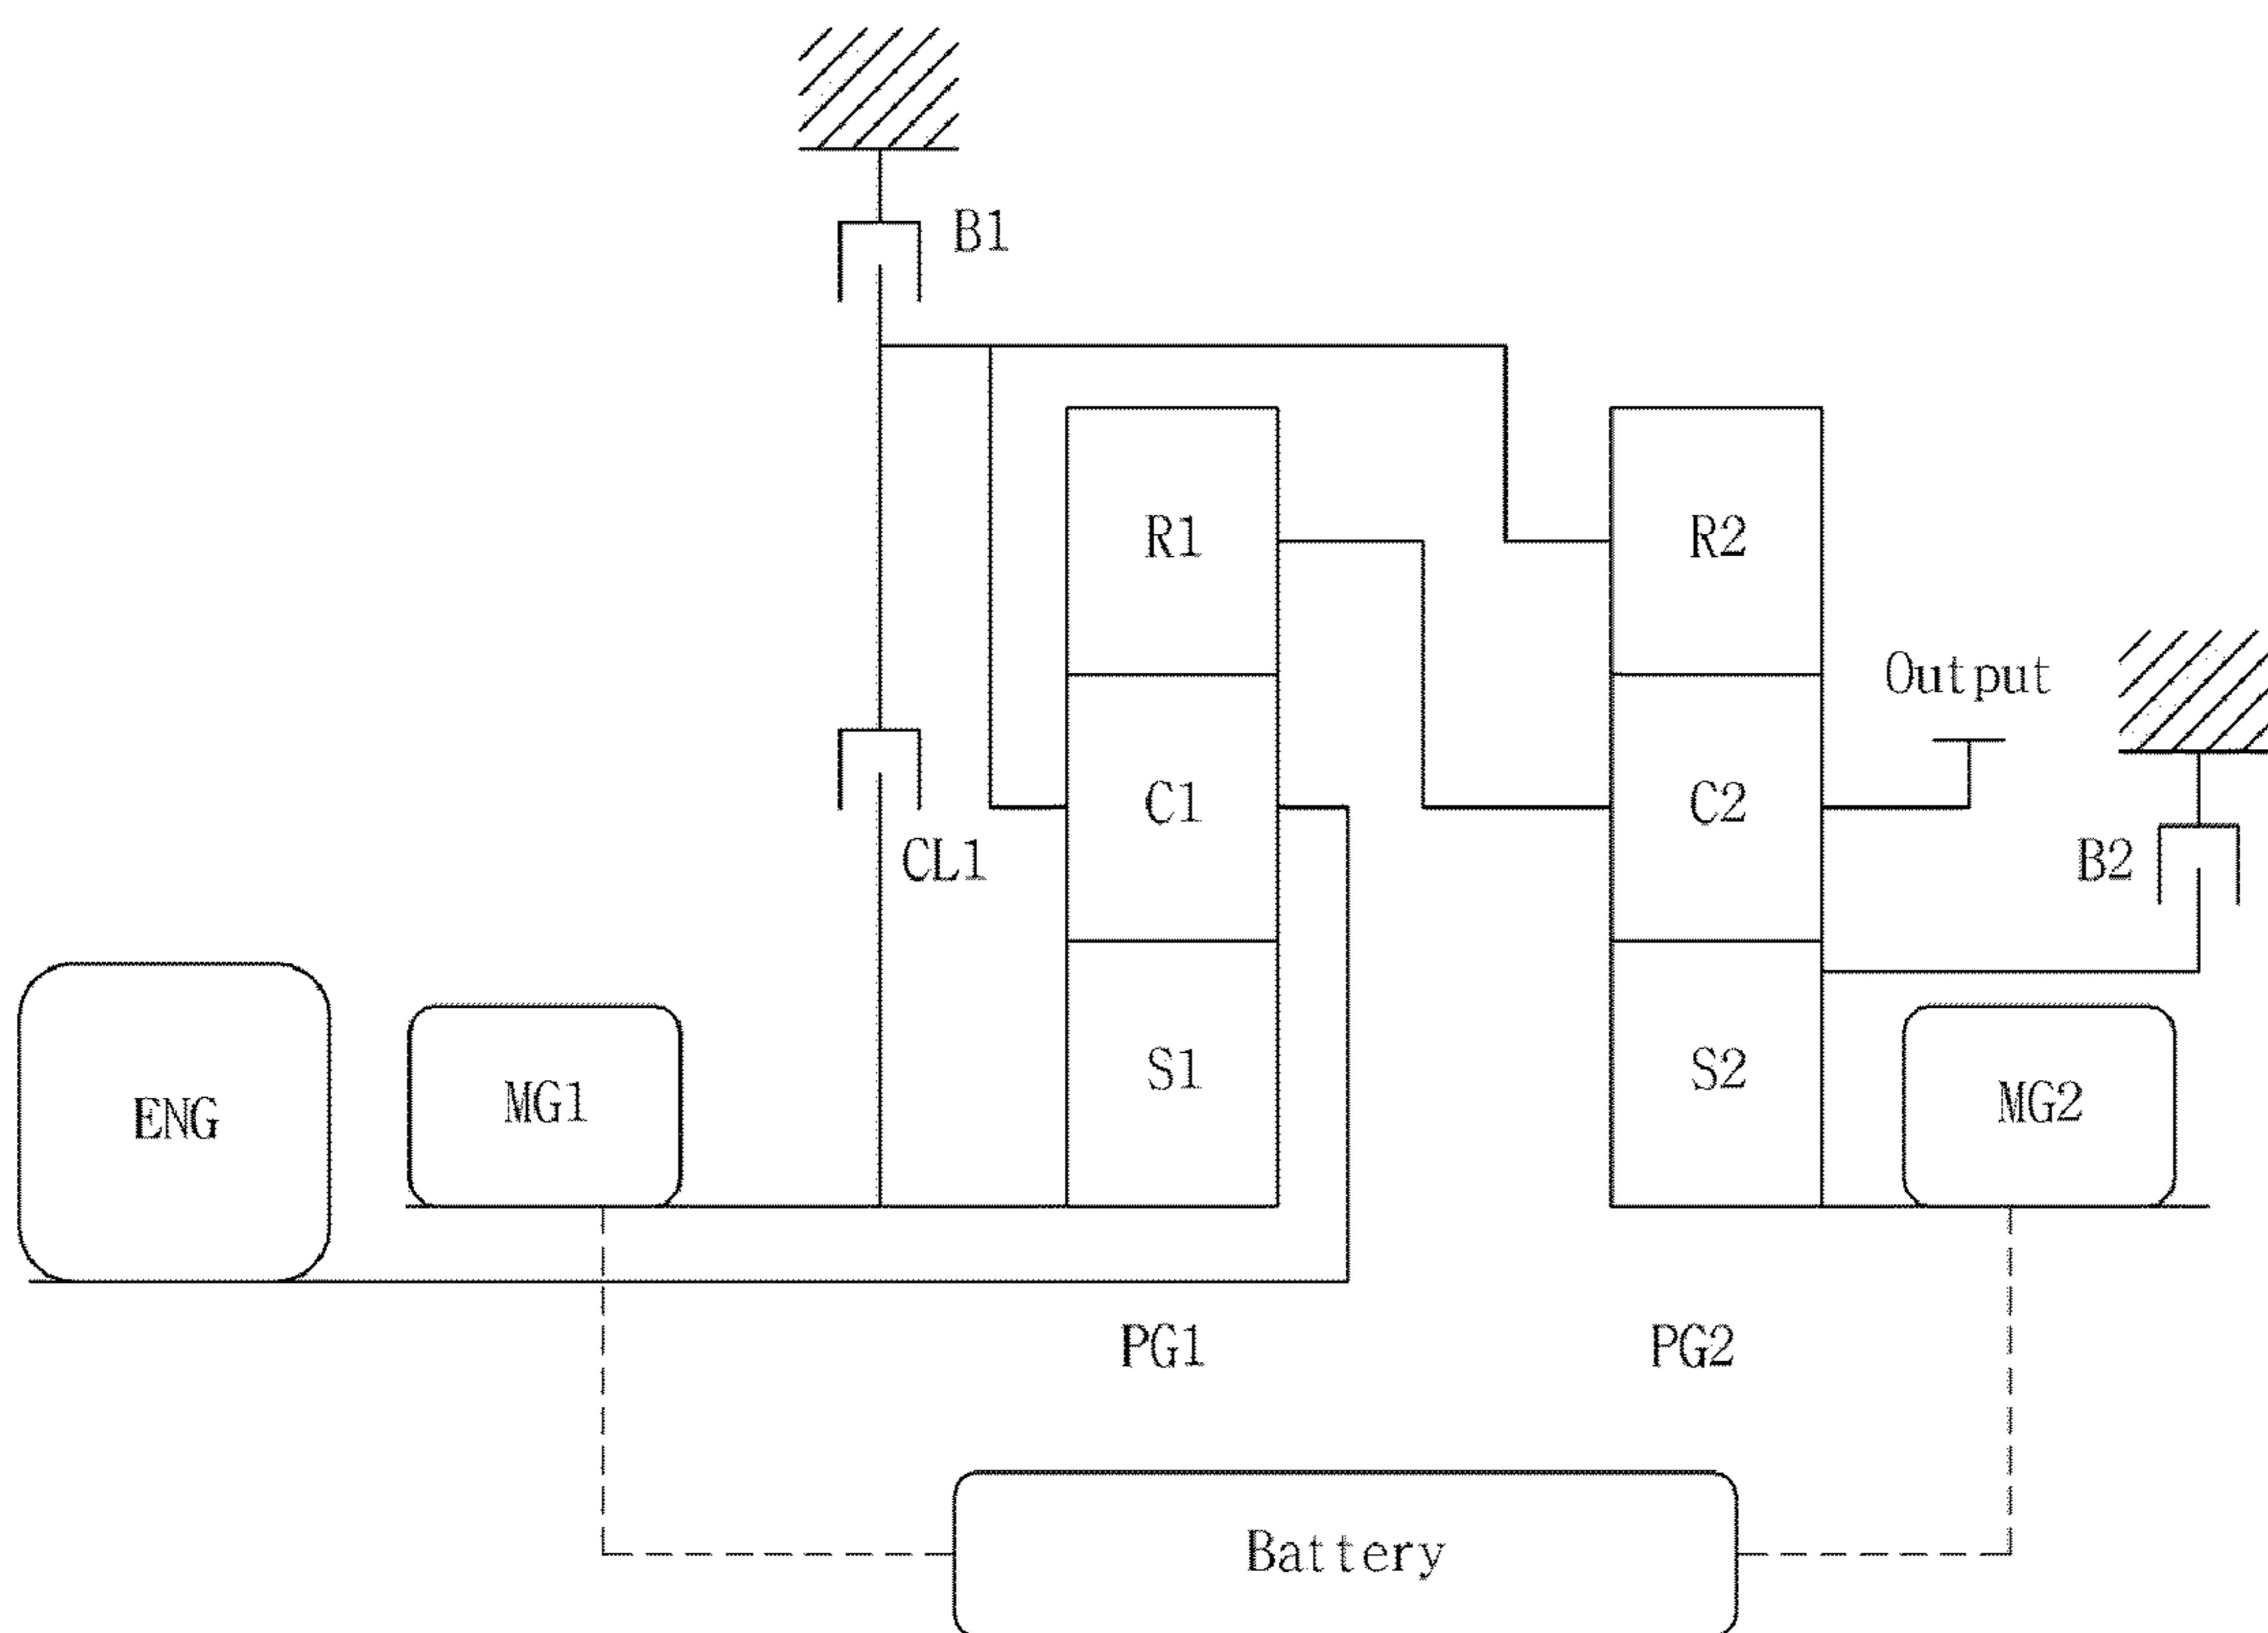 B1
R1
R2
Output
C1
C2
CL1
B2
S1
S2
ENG
MG1
MG2
PG1
PG2
Battery